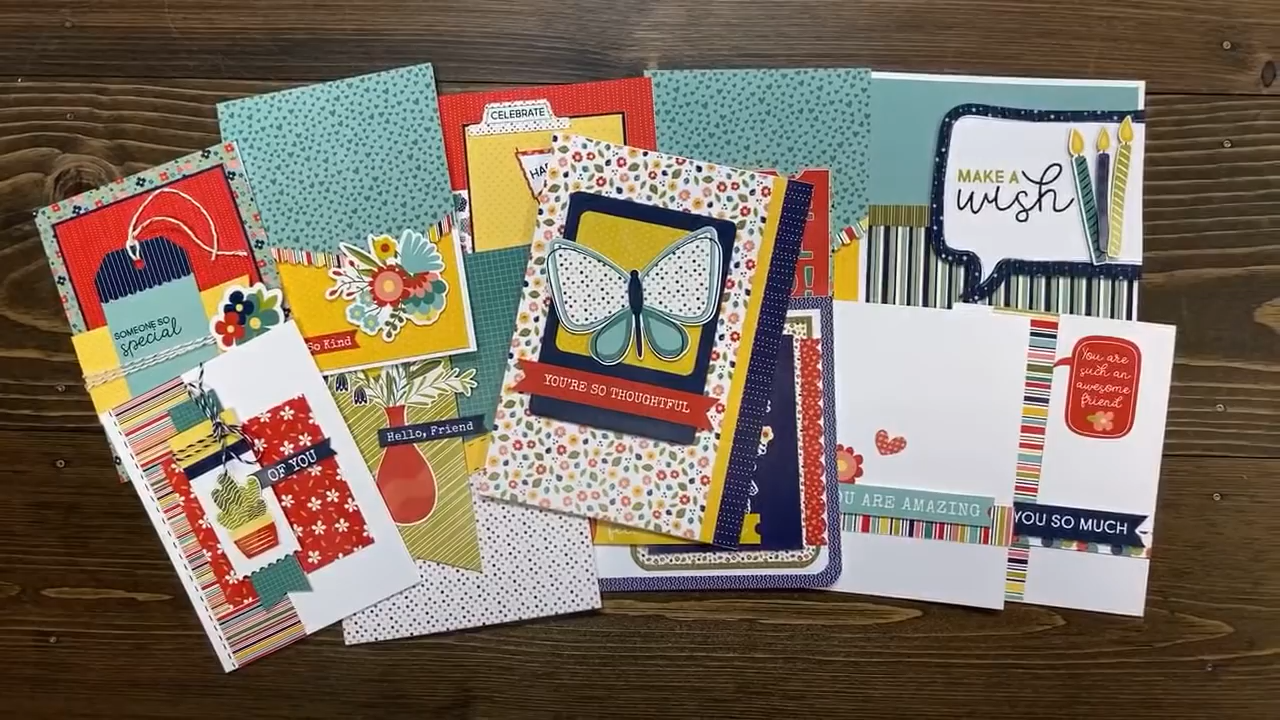 CELEBRATE
MAKE A
wish
SOMEONE SO
special
So Kind
YOU'RE SO THOUGHTFUL
You are
such an
awesome
friend
Hello, Friend
OF YOU
OU ARE AMAZING
YOU SO MUCH